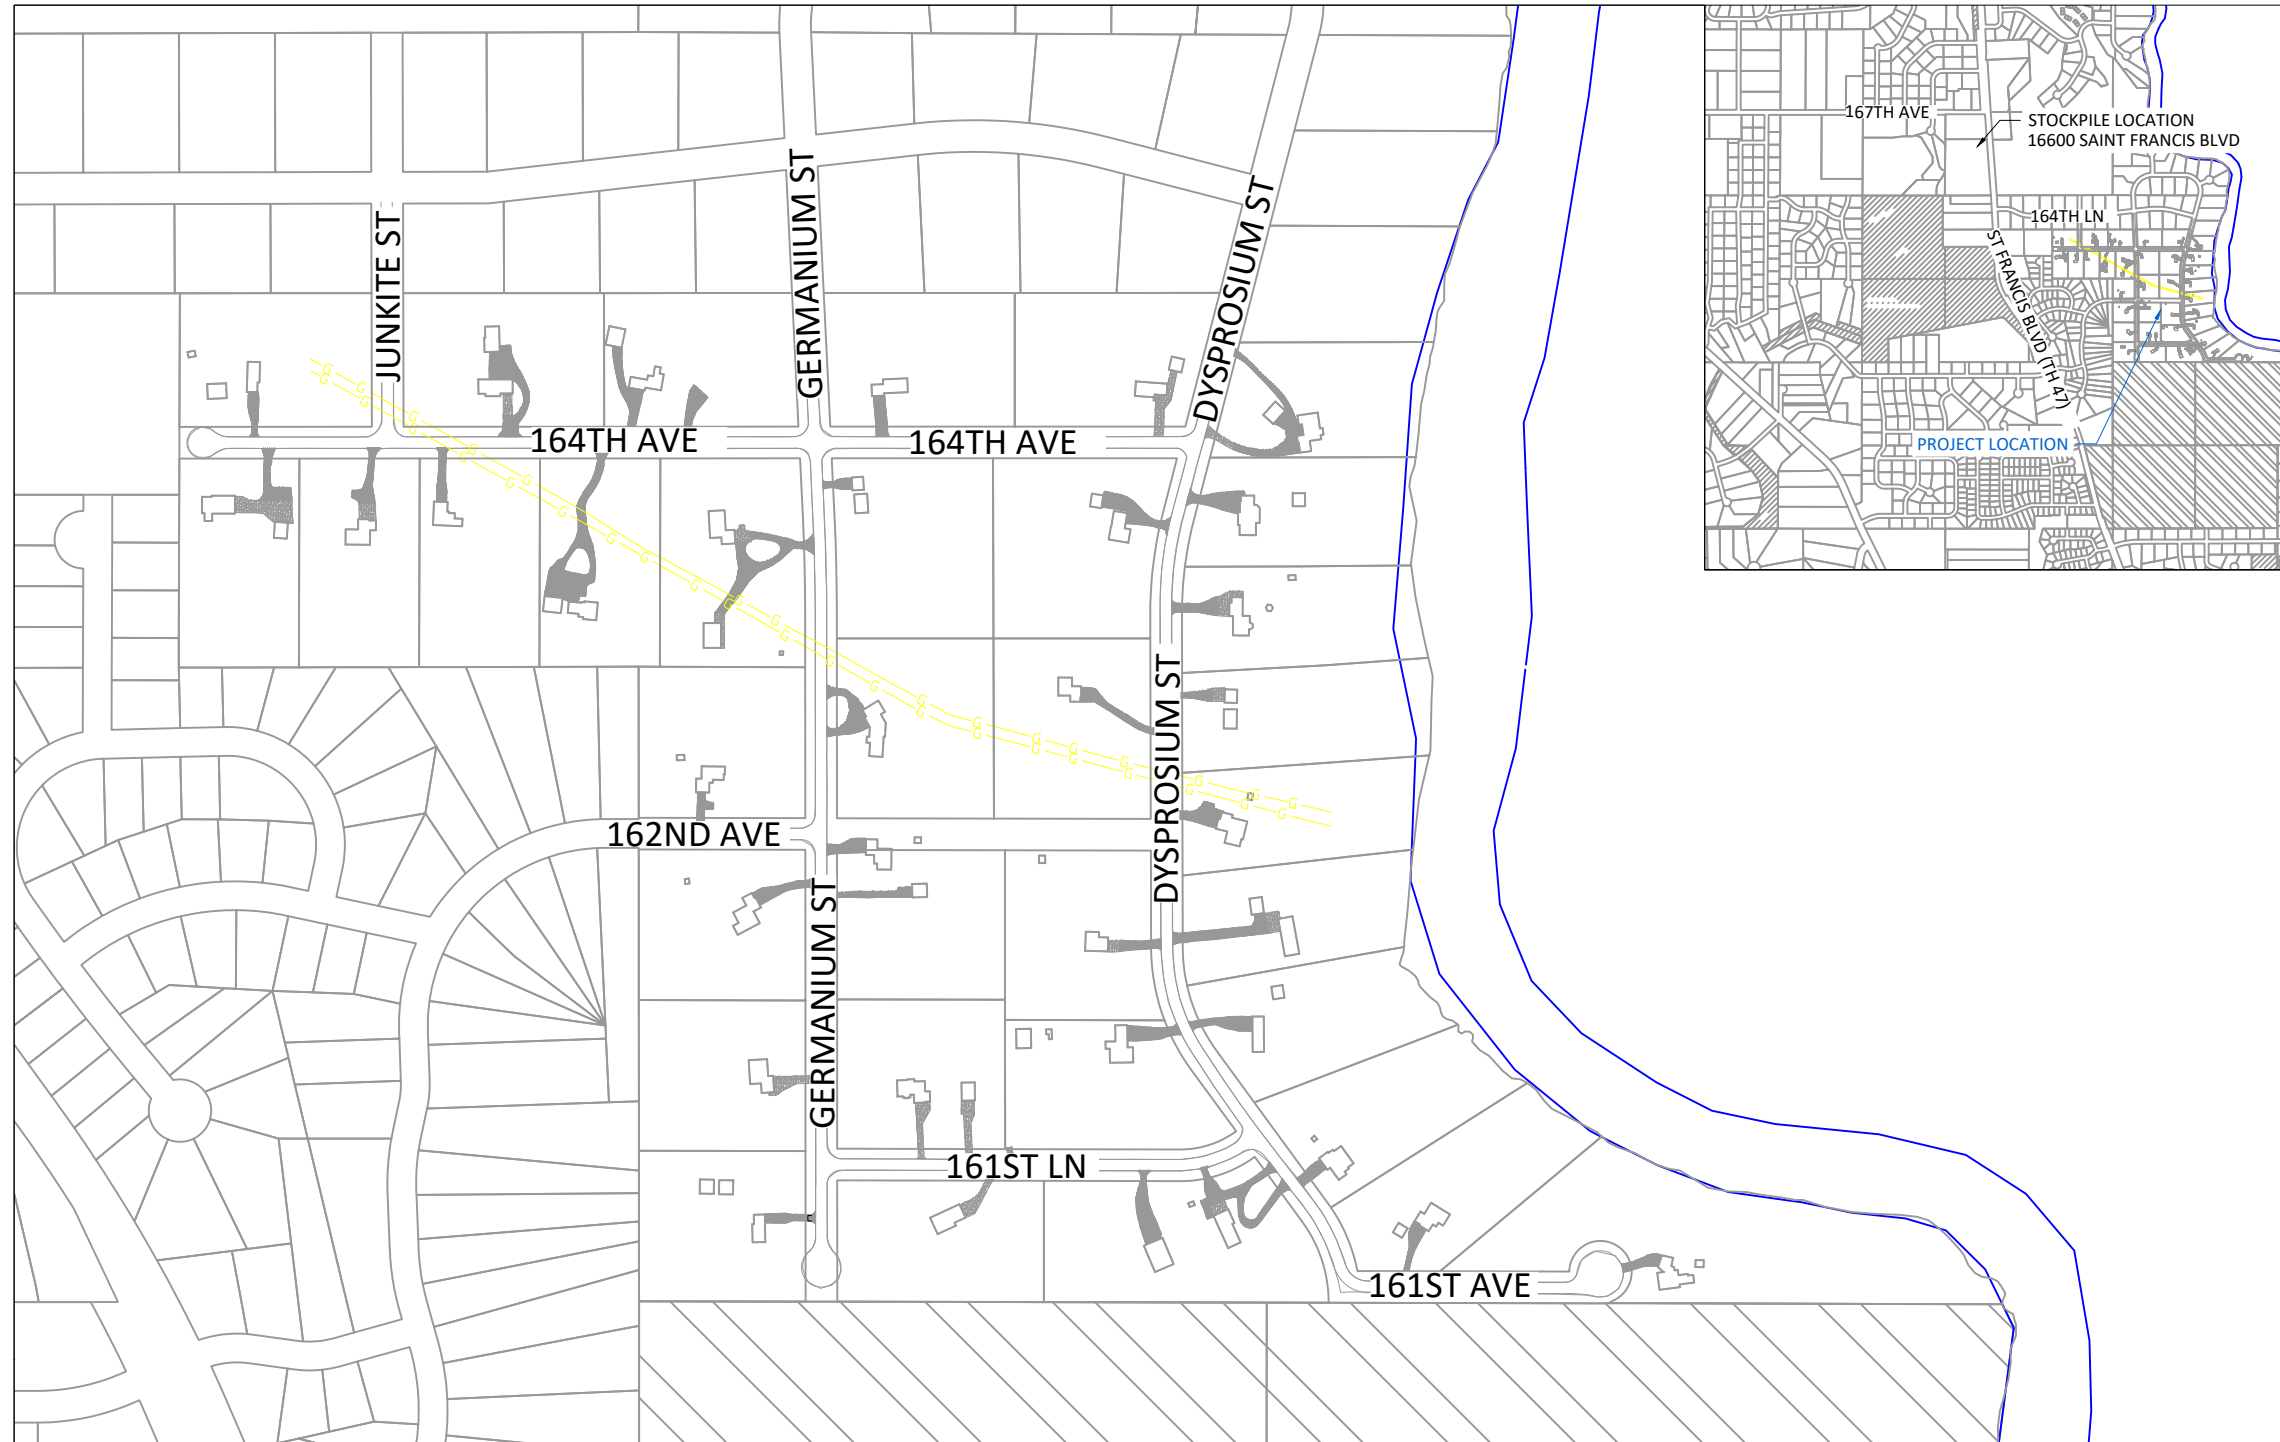 167TH AVE
STOCKPILE LOCATION
16600 SAINT FRANCIS BLVD
164TH LN
ST FRANCIS BLVD (TH 47)
PROJECT LOCATION
JUNKITE ST
GERMANIUM ST
DYSPROSIUM ST
164TH AVE
164TH AVE
162ND AVE
DYSPROSIUM ST
GERMANIUM ST
161ST LN
161ST AVE